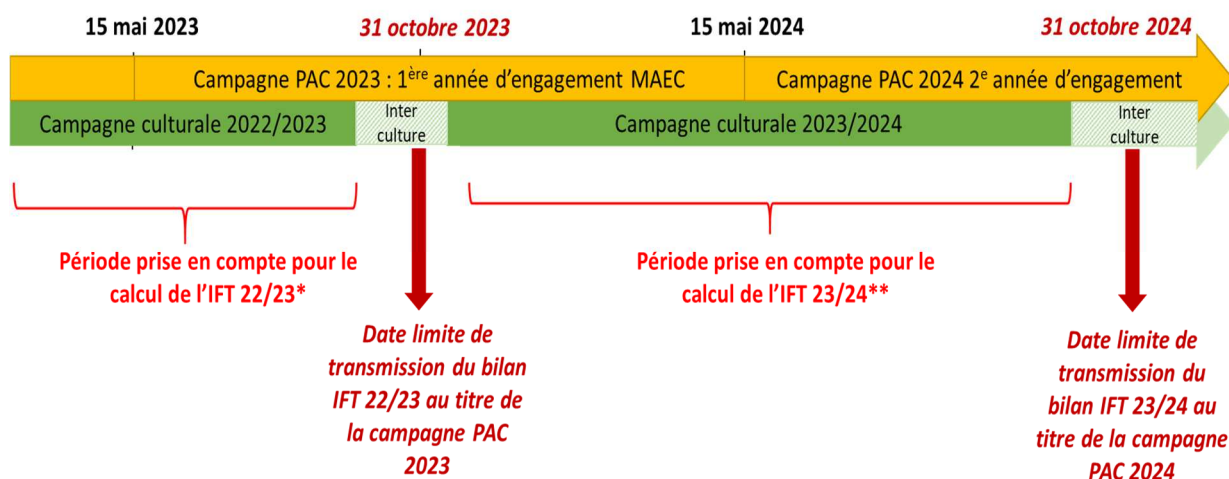 15 mai 2023
31 octobre 2023
15 mai 2024
31 octobre 2024
Campagne PAC 2023 : 1ère année d’engagement MAEC
Campagne PAC 2024 2e année d’engagement
Campagne culturale 2022/2023
Inter
culture
Campagne culturale 2023/2024
Inter
culture
Période prise en compte pour le
calcul de l’IFT 22/23*
Période prise en compte pour le
calcul de l’IFT 23/24**
Date limite de
transmission du bilan
IFT 22/23 au titre de
la campagne PAC
2023
Date limite de
transmission du
bilan IFT 23/24 au
titre de la campagne
PAC 2024